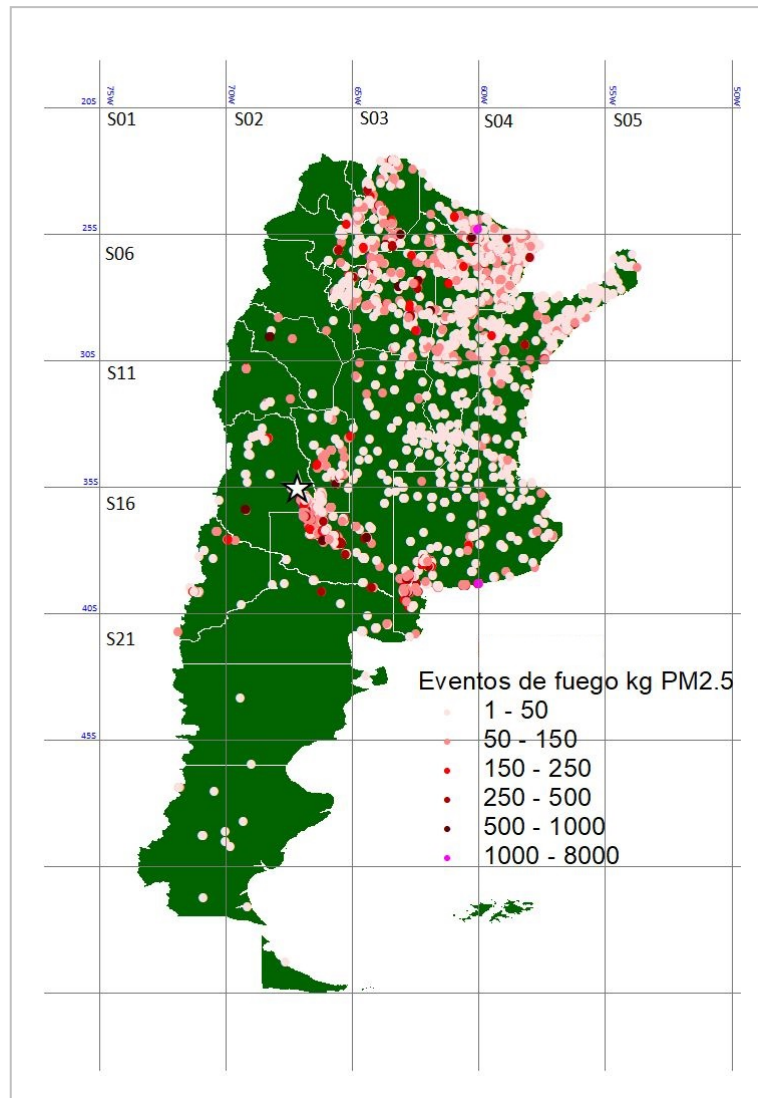 75W 70W 65W 60W 55W 50W
20S
S01 S02 S03 S04 S05
25S
S06
30S
S11
35S
S16
40S
S21
Eventos de fuego kg PM2.5
1 - 50
50 - 150
45S
150 - 250
250 - 500
500 - 1000
1000 - 8000